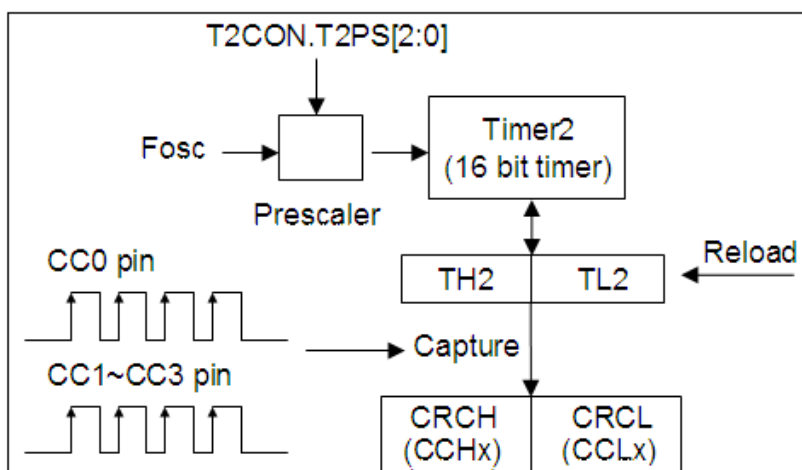 T2CON.T2PS[2:0]
Fosc
Prescaler
Timer2
(16 bit timer)
CC0 pin
TH2
TL2
Reload
Capture
CC1~CC3 pin
CRCH
(CCHx)
CRCL
(CCLx)